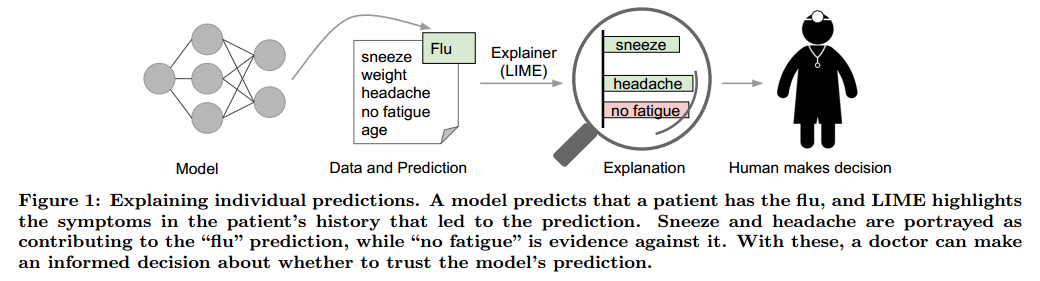 Flu
sneeze
weight
headache
no fatigue
age
Explainer
(LIME)
sneeze
headache
no fatigue
Model
Data and Prediction
Explanation
Human makes decision
Figure 1: Explaining individual predictions. A model predicts that a patient has the flu, and LIME highlights
the symptoms in the patient's history that led to the prediction. Sneeze and headache are portrayed as
contributing to the “flu” prediction, while “no fatigue” is evidence against it. With these, a doctor can make
an informed decision about whether to trust the model's prediction.